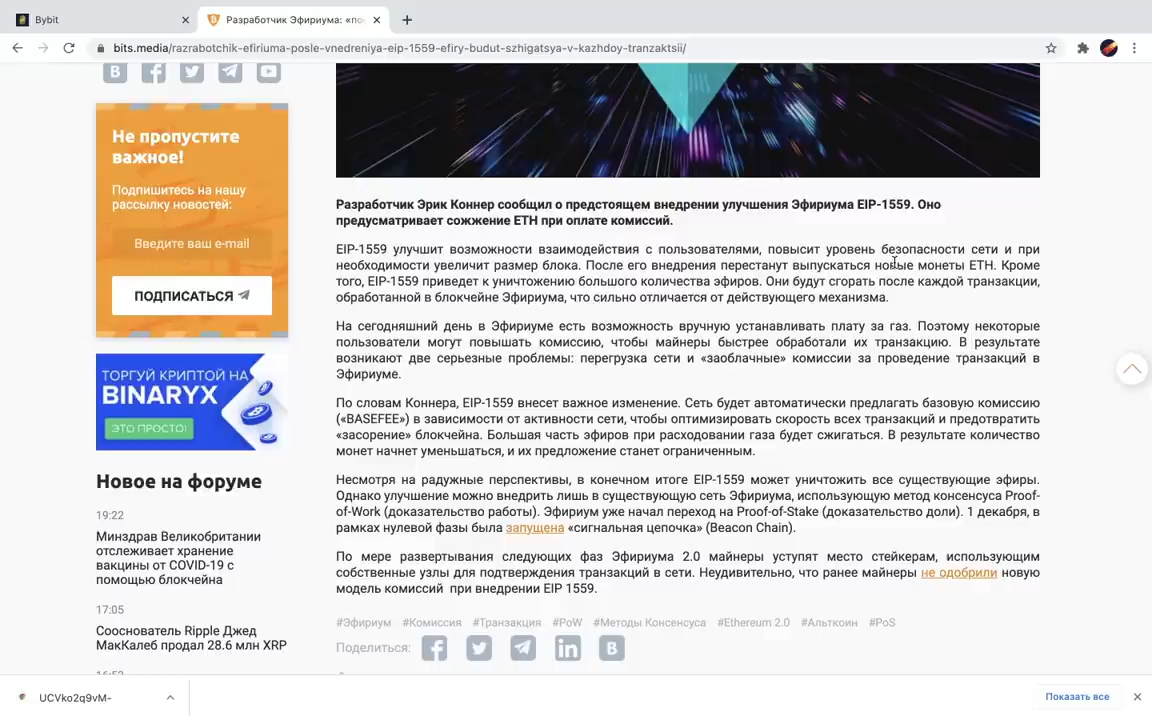 Bybit
Разработчик Эфириума: «по
bits.media/razrabotchik-efiriuma-posle-vnedreniya-eip-1559-efiry-budut-szhigatsya-v-kazhdoy-tranzaktsii/
Не пропустите
важное!
Подпишитесь на нашу
рассылку новостей:
Введите ваш e-mail
ПОДПИСАТЬСЯ
ТОРГУЙ КРИПТОЙ НА
BINARYX
ЭТО ПРОСТО!
Новое на форуме
19:22
Минздрав Великобритании
отслеживает хранение
вакцины от COVID-19 с
помощью блокчейна
17:05
Сооснователь Ripple Джед
МакКалеб продал 28.6 млн XRP
Разработчик Эрик Коннер сообщил о предстоящем внедрении улучшения Эфириума EIP-1559. Оно
предусматривает сожжение ETH при оплате комиссий.
EIP-1559 улучшит возможности взаимодействия с пользователями, повысит уровень безопасности сети и при
необходимости увеличит размер блока. После его внедрения перестанут выпускаться новые монеты ETH. Кроме
того, EIP-1559 приведет к уничтожению большого количества эфиров. Они будут сгорать после каждой транзакции,
обработанной в блокчейне Эфириума, что сильно отличается от действующего механизма.
На сегодняшний день в Эфириуме есть возможность вручную устанавливать плату за газ. Поэтому некоторые
пользователи могут повышать комиссию, чтобы майнеры быстрее обработали их транзакцию. В результате
возникают две серьезные проблемы: перегрузка сети и «заоблачные» комиссии за проведение транзакций в
Эфириуме.
По словам Коннера, EIP-1559 внесет важное изменение. Сеть будет автоматически предлагать базовую комиссию
(«BASEFEE») в зависимости от активности сети, чтобы оптимизировать скорость всех транзакций и предотвратить
«засорение» блокчейна. Большая часть эфиров при расходовании газа будет сжигаться. В результате количество
монет начнет уменьшаться, и их предложение станет ограниченным.
Несмотря на радужные перспективы, в конечном итоге EIP-1559 может уничтожить все существующие эфиры.
Однако улучшение можно внедрить лишь в существующую сеть Эфириума, использующую метод консенсуса Proof-
of-Work (доказательство работы). Эфириум уже начал переход на Proof-of-Stake (доказательство доли). 1 декабря, в
рамках нулевой фазы была запущена «сигнальная цепочка» (Beacon Chain).
По мере развертывания следующих фаз Эфириума 2.0 майнеры уступят место стейкерам, использующим
собственные узлы для подтверждения транзакций в сети. Неудивительно, что ранее майнеры не одобрили новую
модель комиссий при внедрении EIP 1559.
#Эфириум #Комиссия #Транзакция #PoW #Методы Консенсуса #Ethereum 2.0 #Альткоин #PoS
Поделиться:
UCVko2q9vM-
Показать все